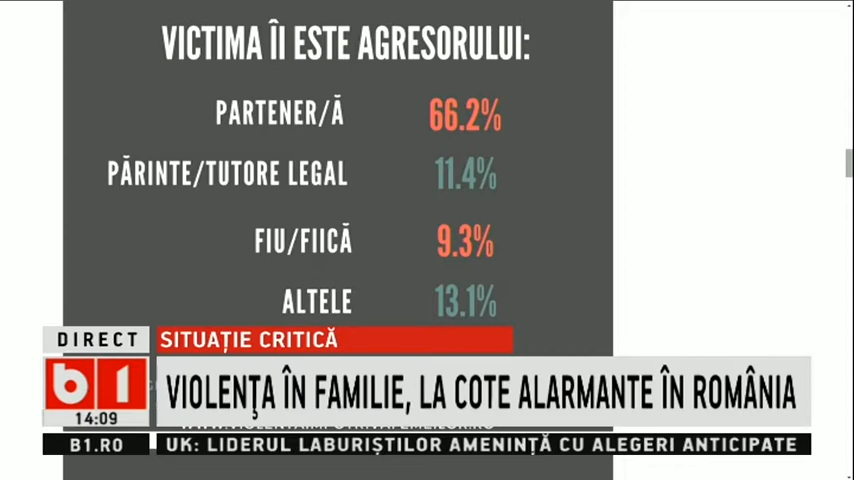 VICTIMA ÎI ESTE AGRESORULUI:
PARTENER/Ă 66.2%
PĂRINTE/TUTORE LEGAL 11.4%
FIU/FIICĂ 9.3%
ALTELE 13.1%
DIRECT SITUAȚIE CRITICĂ
b1 VIOLENŢA ÎN FAMILIE, LA COTE ALARMANTE ÎN ROMÂNIA
14:09
B1.RO UK: LIDERUL LABURIȘTILOR AMENINȚĂ CU ALEGERI ANTICIPATE